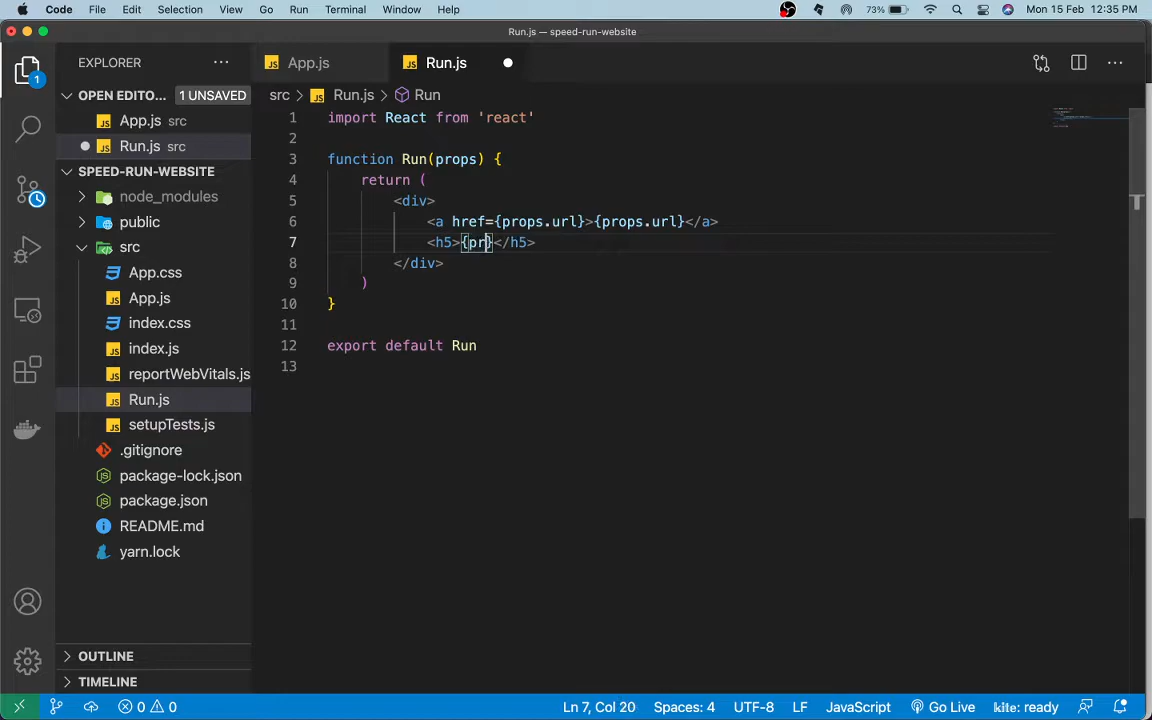 Code File Edit Selection View Go Run Terminal Window Help 73% Mon 15 Feb 12:35 PM
Run.js — speed-run-website
EXPLORER
App.js Run.js
OPEN EDITO... 1 UNSAVED
src > Run.js > Run
App.js src
Run.js src
SPEED-RUN-WEBSITE
node_modules
public
src
App.css
App.js
index.css
index.js
reportWebVitals.js
Run.js
setupTests.js
.gitignore
package-lock.json
package.json
README.md
yarn.lock
OUTLINE
TIMELINE
1 import React from 'react'
2
3 function Run(props) {
4 return (
5 <div>
6 <a href={props.url}>{props.url}</a>
7 <h5>{pr}</h5>
8 </div>
9 )
10 }
11
12 export default Run
13
0 0 Ln 7, Col 20 Spaces: 4 UTF-8 LF JavaScript Go Live kite: ready
1